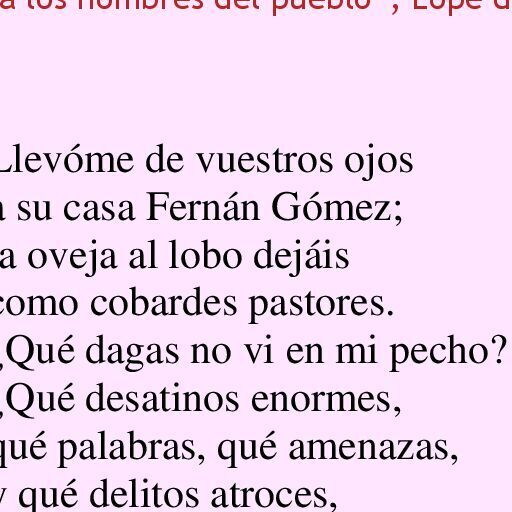 a los hombres del pueblo", Lope d
Llevóme de vuestros ojos
a su casa Fernán Gómez;
la oveja al lobo dejáis
como cobardes pastores.
¿Qué dagas no vi en mi pecho?
¿Qué desatinos enormes,
qué palabras, qué amenazas,
y qué delitos atroces,